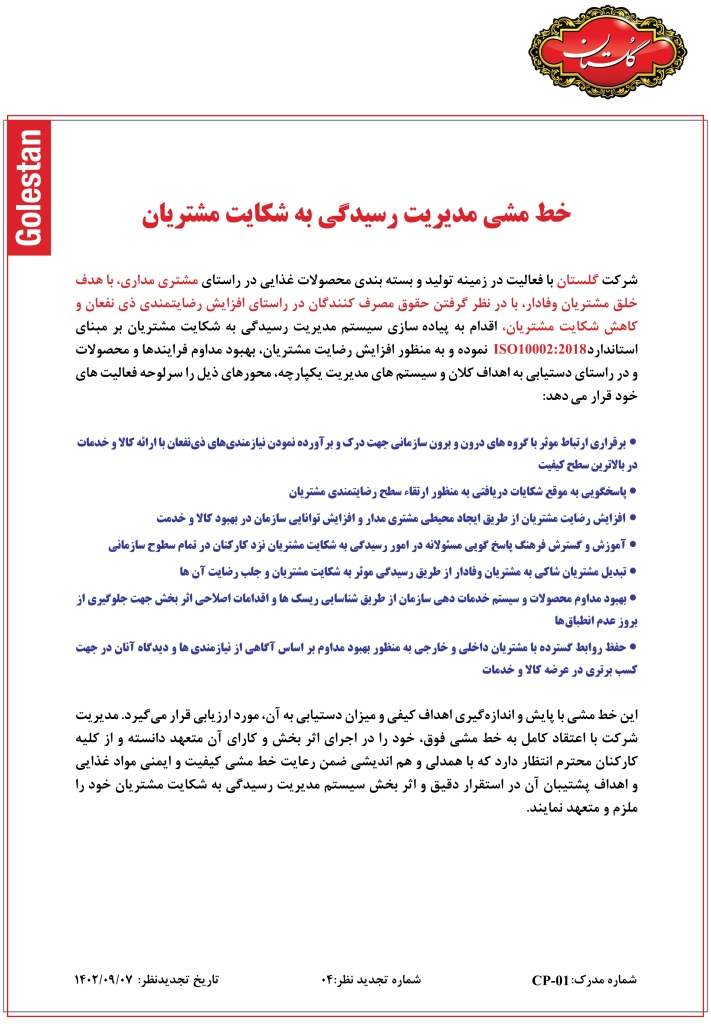 گلستان
Golestan
خط مشی مدیریت رسیدگی به شکایت مشتریان
شرکت گلستان با فعالیت در زمینه تولید و بسته بندی محصولات غذایی در راستای مشتری مداری، با هدف
خلق مشتریان وفادار، با در نظر گرفتن حقوق مصرف کنندگان در راستای افزایش رضایتمندی ذی نفعان و
کاهش شکایت مشتریان، اقدام به پیاده سازی سیستم مدیریت رسیدگی به شکایت مشتریان بر مبنای
استانداردISO10002:2018 نموده و به منظور افزایش رضایت مشتریان، بهبود مداوم فرایندها و محصولات
و در راستای دستیابی به اهداف کلان و سیستم های مدیریت یکپارچه، محورهای ذیل را سرلوحه فعالیت های
خود قرار می دهد:
● برقراری ارتباط موثر با گروه های درون و برون سازمانی جهت درک و برآورده نمودن نیازمندی‌های ذی‌نفعان با ارائه کالا و خدمات
در بالاترین سطح کیفیت
● پاسخگویی به موقع شکایات دریافتی به منظور ارتقاء سطح رضایتمندی مشتریان
● افزایش رضایت مشتریان از طریق ایجاد محیطی مشتری مدار و افزایش توانایی سازمان در بهبود کالا و خدمت
● آموزش و گسترش فرهنگ پاسخ گویی مسئولانه در امور رسیدگی به شکایت مشتریان نزد کارکنان در تمام سطوح سازمانی
● تبدیل مشتریان شاکی به مشتریان وفادار از طریق رسیدگی موثر به شکایت مشتریان و جلب رضایت آن ها
● بهبود مداوم محصولات و سیستم خدمات دهی سازمان از طریق شناسایی ریسک ها و اقدامات اصلاحی اثر بخش جهت جلوگیری از
بروز عدم انطباق‌ها
● حفظ روابط گسترده با مشتریان داخلی و خارجی به منظور بهبود مداوم بر اساس آگاهی از نیازمندی ها و دیدگاه آنان در جهت
کسب برتری در عرضه کالا و خدمات
این خط مشی با پایش و اندازه‌گیری اهداف کیفی و میزان دستیابی به آن، مورد ارزیابی قرار می‌گیرد. مدیریت
شرکت با اعتقاد کامل به خط مشی فوق، خود را در اجرای اثر بخش و کارای آن متعهد دانسته و از کلیه
کارکنان محترم انتظار دارد که با همدلی و هم اندیشی ضمن رعایت خط مشی کیفیت و ایمنی مواد غذایی
و اهداف پشتیبان آن در استقرار دقیق و اثر بخش سیستم مدیریت رسیدگی به شکایت مشتریان خود را
ملزم و متعهد نمایند.
شماره مدرک:CP-01 شماره تجدید نظر:۰۴ تاریخ تجدیدنظر: ۱۴۰۲/۰۹/۰۷